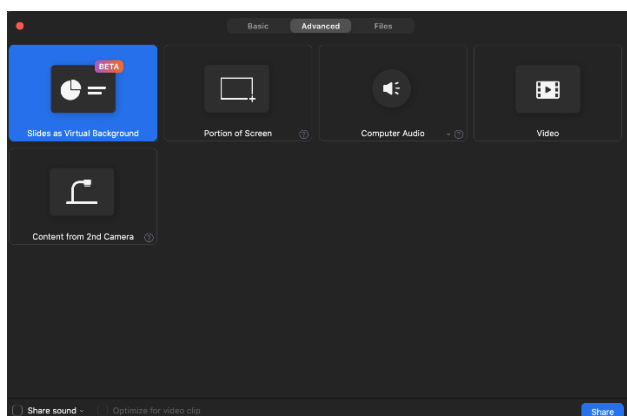 Basic Advanced Files
BETA
Slides as Virtual Background
Portion of Screen
Computer Audio
Video
Content from 2nd Camera
Share sound
Optimize for video clip
Share